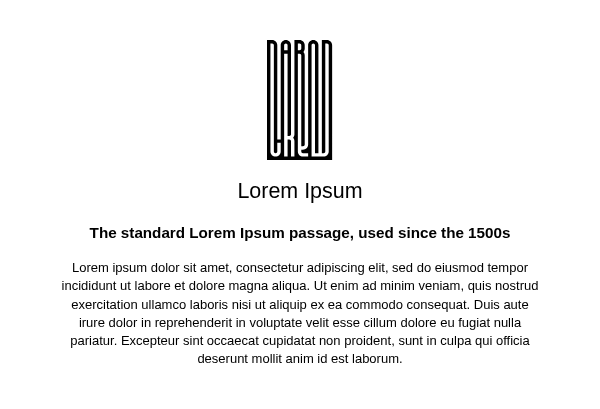 DAROD
CREW
Lorem Ipsum
The standard Lorem Ipsum passage, used since the 1500s
Lorem ipsum dolor sit amet, consectetur adipiscing elit, sed do eiusmod tempor
incididunt ut labore et dolore magna aliqua. Ut enim ad minim veniam, quis nostrud
exercitation ullamco laboris nisi ut aliquip ex ea commodo consequat. Duis aute
irure dolor in reprehenderit in voluptate velit esse cillum dolore eu fugiat nulla
pariatur. Excepteur sint occaecat cupidatat non proident, sunt in culpa qui officia
deserunt mollit anim id est laborum.